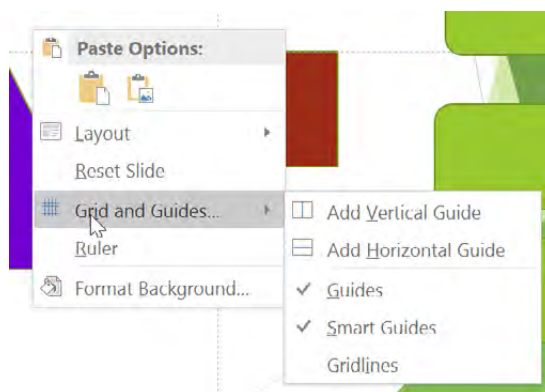 Paste Options:
Layout
Reset Slide
Grid and Guides...
Ruler
Format Background...
Add Vertical Guide
Add Horizontal Guide
Guides
Smart Guides
Gridlines